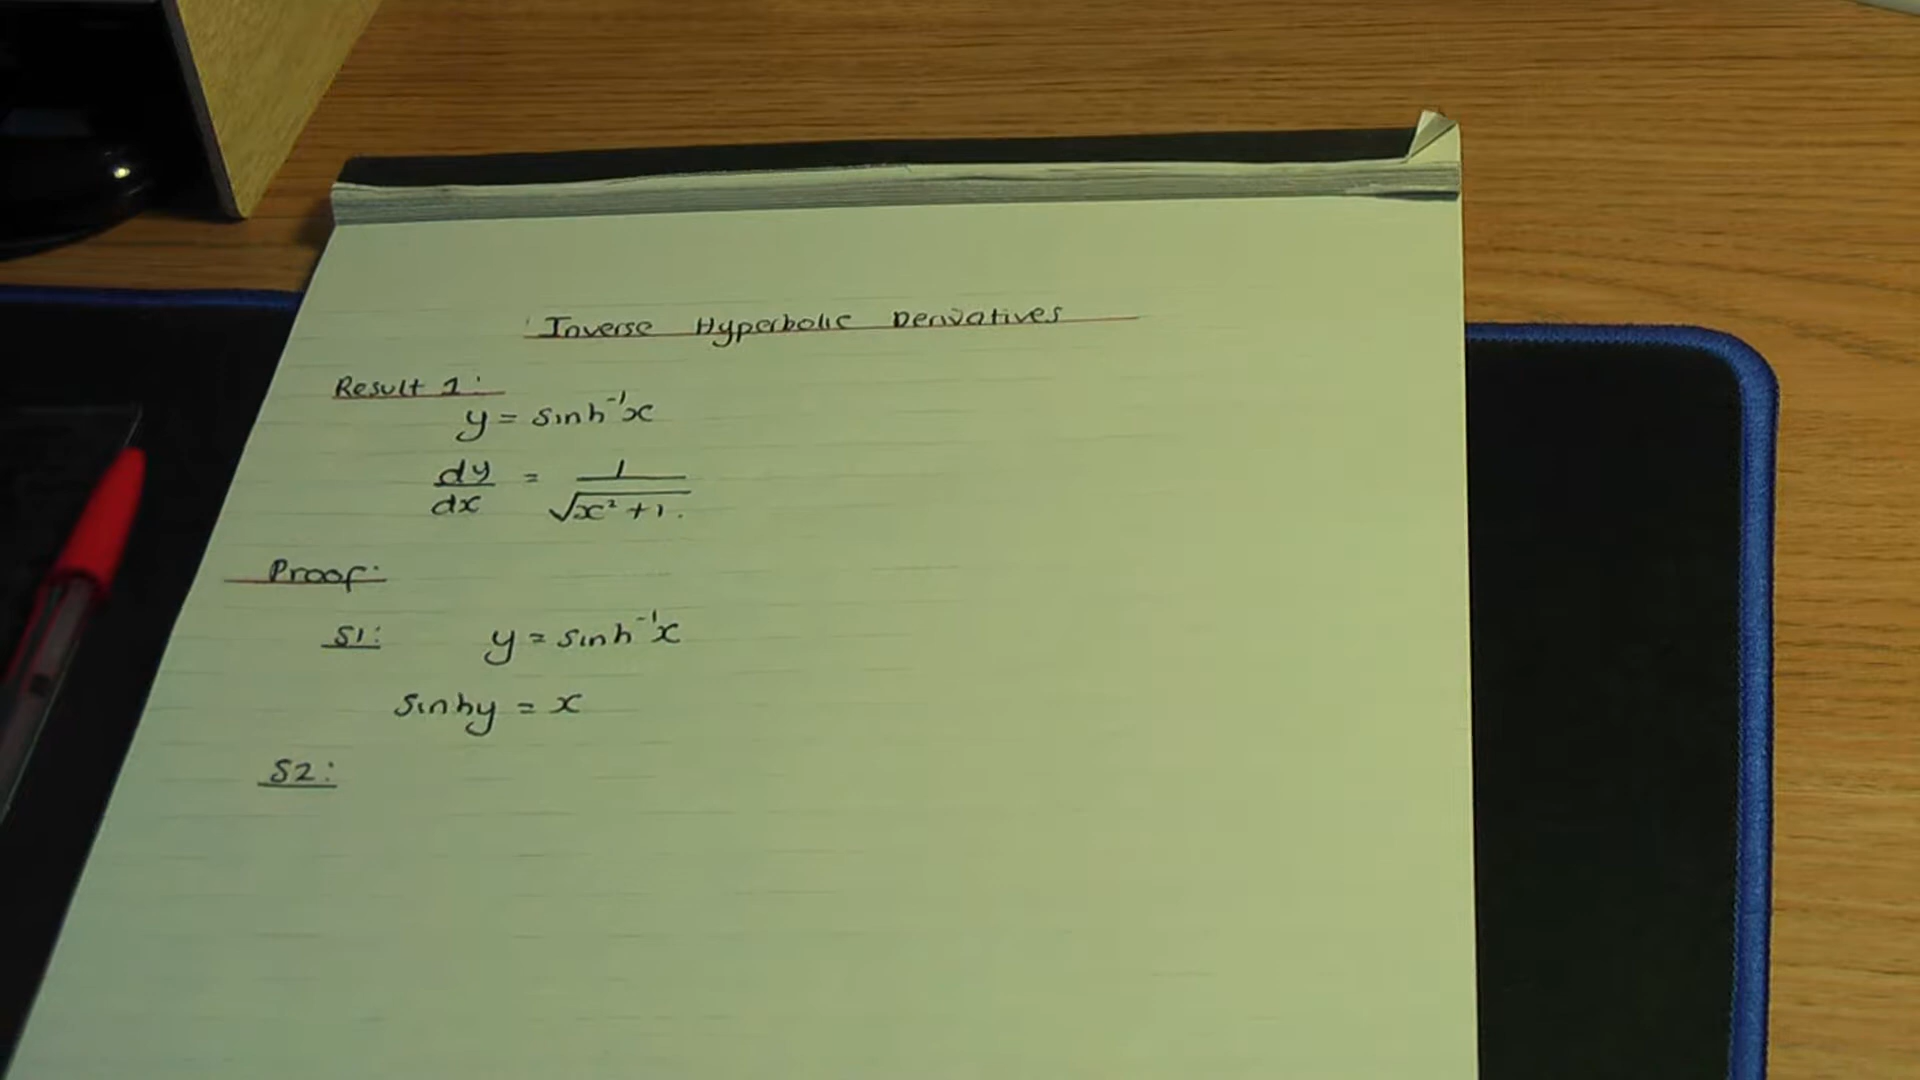 Inverse Hyperbolic Derivatives
Result 1:
y = sinh⁻¹x
dy/dx = 1/√(x² + 1).
Proof:
S1: y = sinh⁻¹x
sinhy = x
S2: